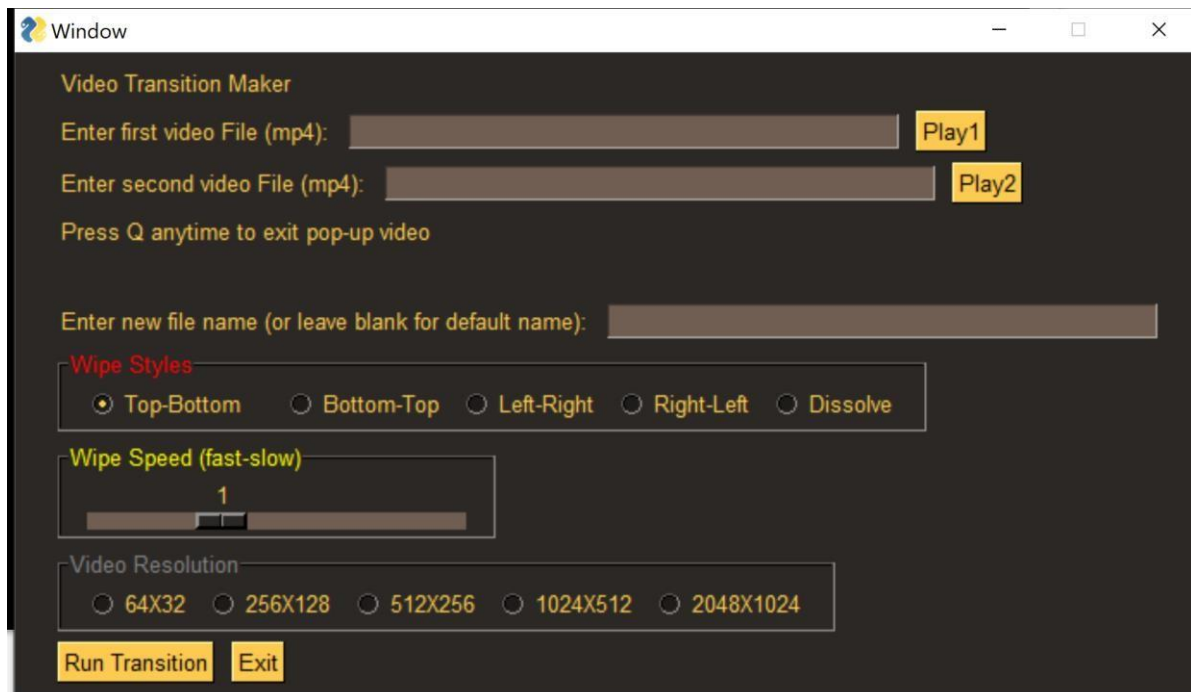 Window
Video Transition Maker
Enter first video File (mp4): Play1
Enter second video File (mp4): Play2
Press Q anytime to exit pop-up video
Enter new file name (or leave blank for default name):
Wipe Styles
Top-Bottom Bottom-Top Left-Right Right-Left Dissolve
Wipe Speed (fast-slow)
1
Video Resolution
64X32 256X128 512X256 1024X512 2048X1024
Run Transition Exit